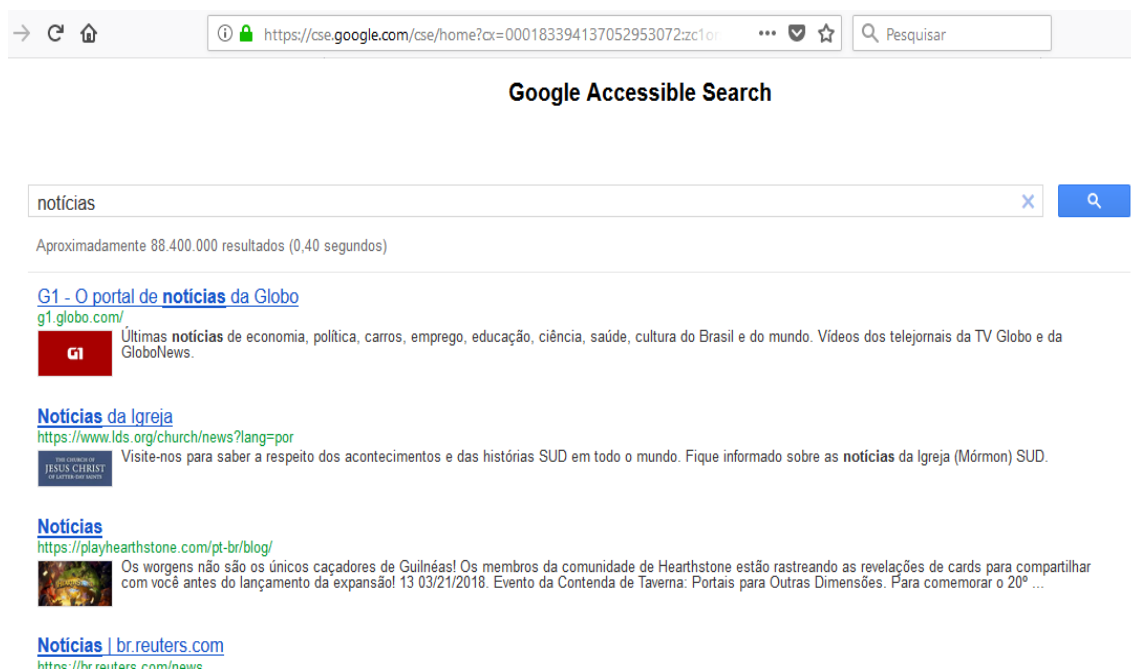 https://cse.google.com/cse/home?cx=000183394137052953072:zc1or
Pesquisar
Google Accessible Search
notícias
Aproximadamente 88.400.000 resultados (0,40 segundos)
G1 - O portal de notícias da Globo
g1.globo.com/
G1
Últimas notícias de economia, política, carros, emprego, educação, ciência, saúde, cultura do Brasil e do mundo. Vídeos dos telejornais da TV Globo e da
GloboNews.
Notícias da Igreja
https://www.lds.org/church/news?lang=por
THE CHURCH OF
JESUS CHRIST
OF LATTER-DAY SAINTS
Visite-nos para saber a respeito dos acontecimentos e das histórias SUD em todo o mundo. Fique informado sobre as notícias da Igreja (Mórmon) SUD.
Notícias
https://playhearthstone.com/pt-br/blog/
Os worgens não são os únicos caçadores de Guilnéas! Os membros da comunidade de Hearthstone estão rastreando as revelações de cards para compartilhar
com você antes do lançamento da expansão! 13 03/21/2018. Evento da Contenda de Taverna: Portais para Outras Dimensões. Para comemorar o 20º ...
Notícias | br.reuters.com
https://br.reuters.com/news